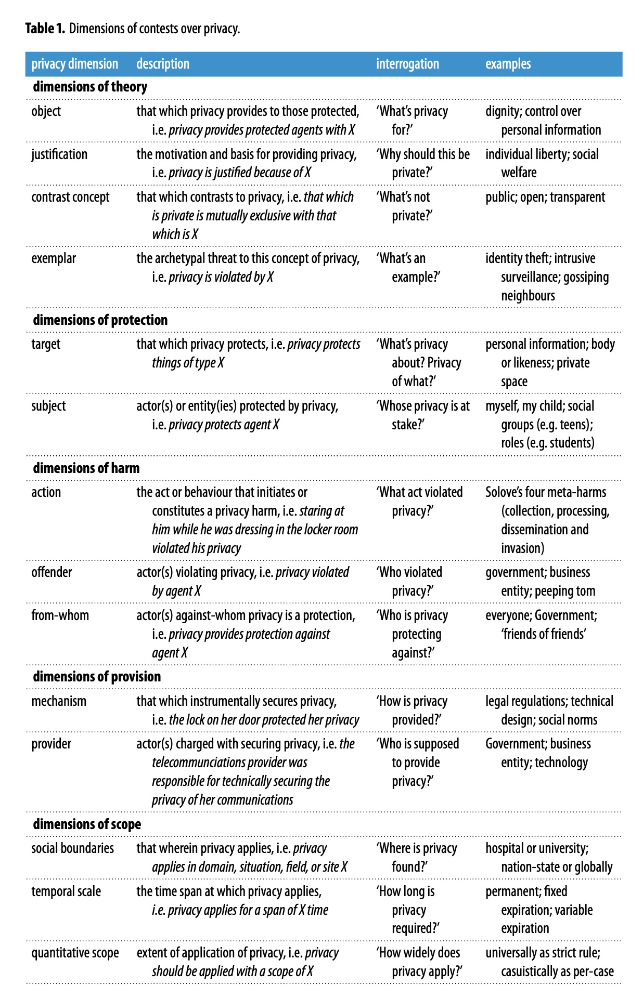 Table 1. Dimensions of contests over privacy.
privacy dimension description interrogation examples
dimensions of theory
object that which privacy provides to those protected, ‘What’s privacy dignity; control over
i.e. privacy provides protected agents with X for?’ personal information
justification the motivation and basis for providing privacy, ‘Why should this be individual liberty; social
i.e. privacy is justified because of X private?’ welfare
contrast concept that which contrasts to privacy, i.e. that which ‘What’s not public; open; transparent
is private is mutually exclusive with that private?’
which is X
exemplar the archetypal threat to this concept of privacy, ‘What’s an identity theft; intrusive
i.e. privacy is violated by X example?’ surveillance; gossiping
neighbours
dimensions of protection
target that which privacy protects, i.e. privacy protects ‘What’s privacy personal information; body
things of type X about? Privacy or likeness; private
of what?’ space
subject actor(s) or entity(ies) protected by privacy, ‘Whose privacy is at myself, my child; social
i.e. privacy protects agent X stake?’ groups (e.g. teens);
roles (e.g. students)
dimensions of harm
action the act or behaviour that initiates or ‘What act violated Solove’s four meta-harms
constitutes a privacy harm, i.e. staring at privacy?’ (collection, processing,
him while he was dressing in the locker room dissemination and
violated his privacy invasion)
offender actor(s) violating privacy, i.e. privacy violated ‘Who violated government; business
by agent X privacy?’ entity; peeping tom
from-whom actor(s) against-whom privacy is a protection, ‘Who is privacy everyone; Government;
i.e. privacy provides protection against protecting ‘friends of friends’
agent X against?’
dimensions of provision
mechanism that which instrumentally secures privacy, ‘How is privacy legal regulations; technical
i.e. the lock on her door protected her privacy provided?’ design; social norms
provider actor(s) charged with securing privacy, i.e. the ‘Who is supposed Government; business
telecommunciations provider was to provide entity; technology
responsible for technically securing the privacy?’
privacy of her communications
dimensions of scope
social boundaries that wherein privacy applies, i.e. privacy ‘Where is privacy hospital or university;
applies in domain, situation, field, or site X found?’ nation-state or globally
temporal scale the time span at which privacy applies, ‘How long is permanent; fixed
i.e. privacy applies for a span of X time privacy expiration; variable
required?’ expiration
quantitative scope extent of application of privacy, i.e. privacy ‘How widely does universally as strict rule;
should be applied with a scope of X privacy apply?’ casuistically as per-case